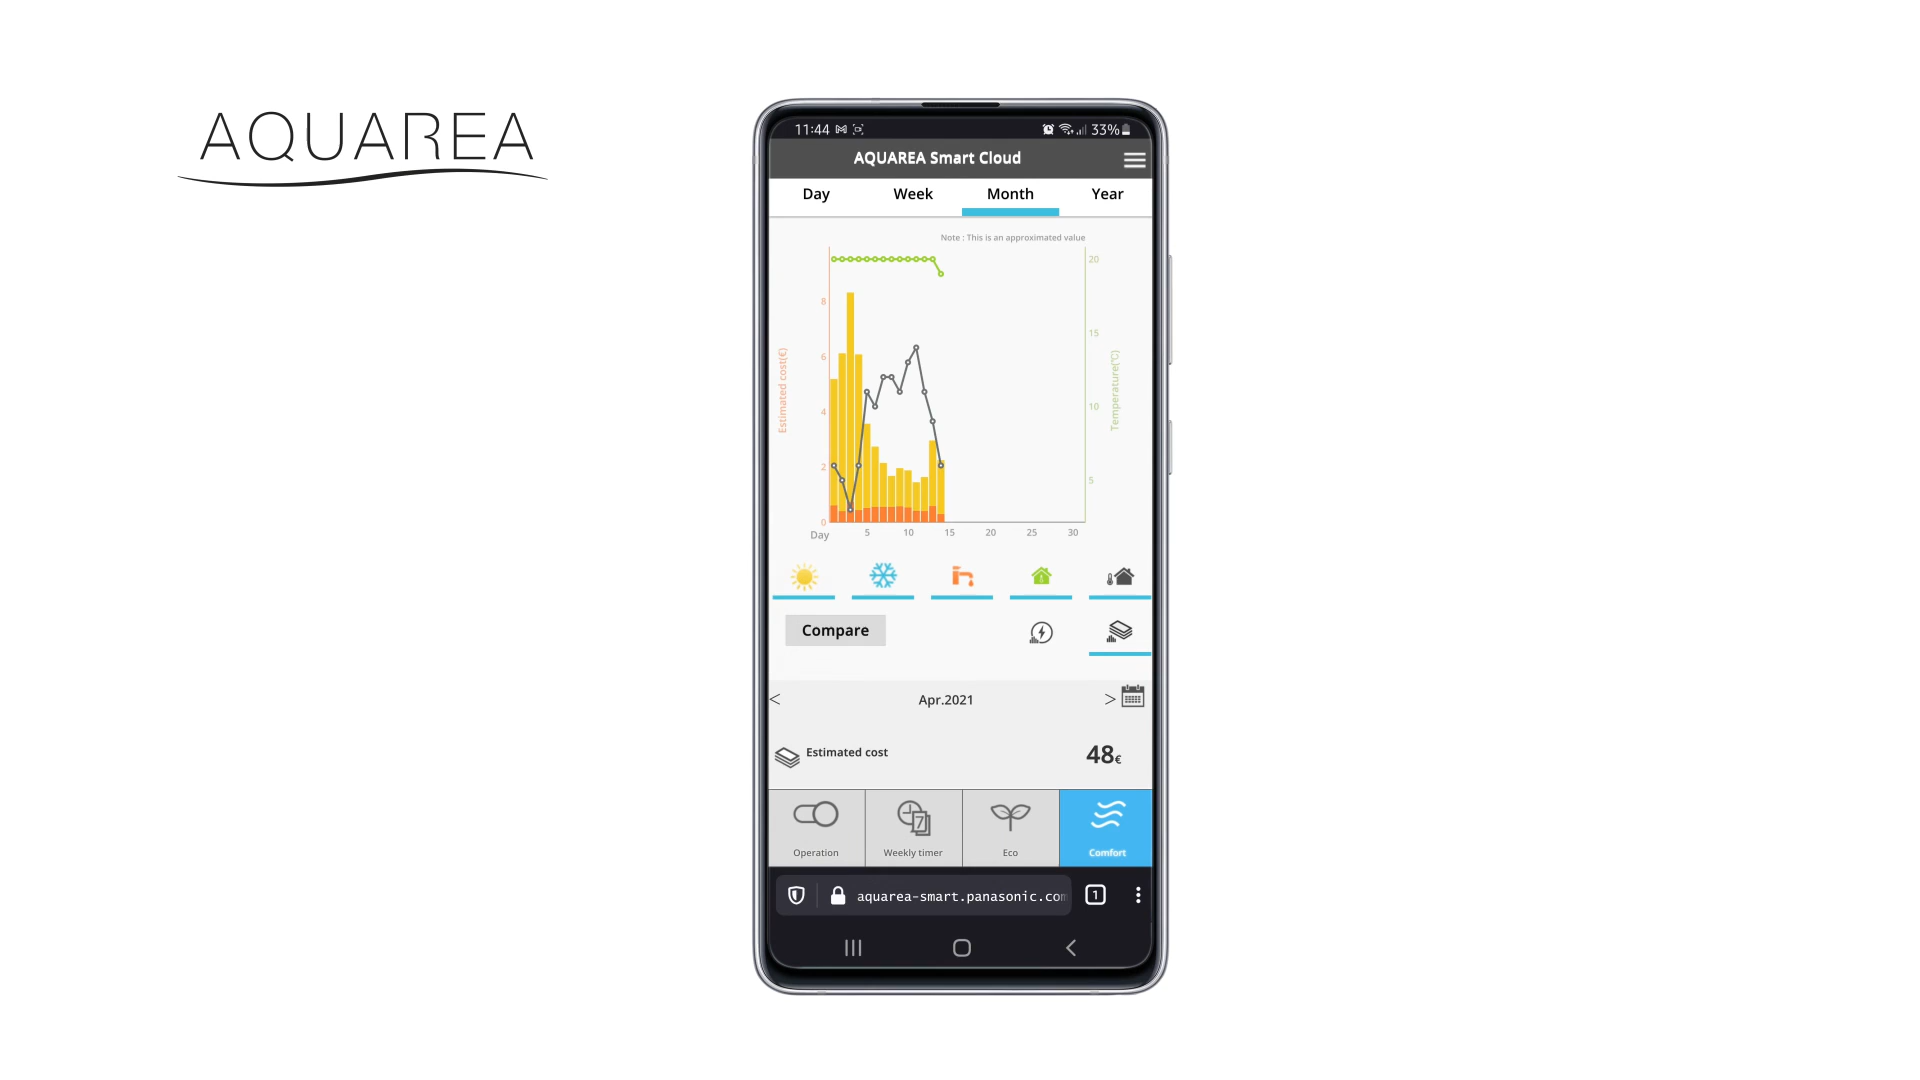 AQUAREA
11:44
33%
AQUAREA Smart Cloud
Day Week Month Year
Note : This is an approximated value
Estimated cost(€)
8
6
4
2
0
20
15
10
5
Temperature(℃)
Day 5 10 15 20 25 30
Compare
< Apr.2021 >
Estimated cost 48€
7
Operation Weekly timer Eco Comfort
aquarea-smart.panasonic.com
1